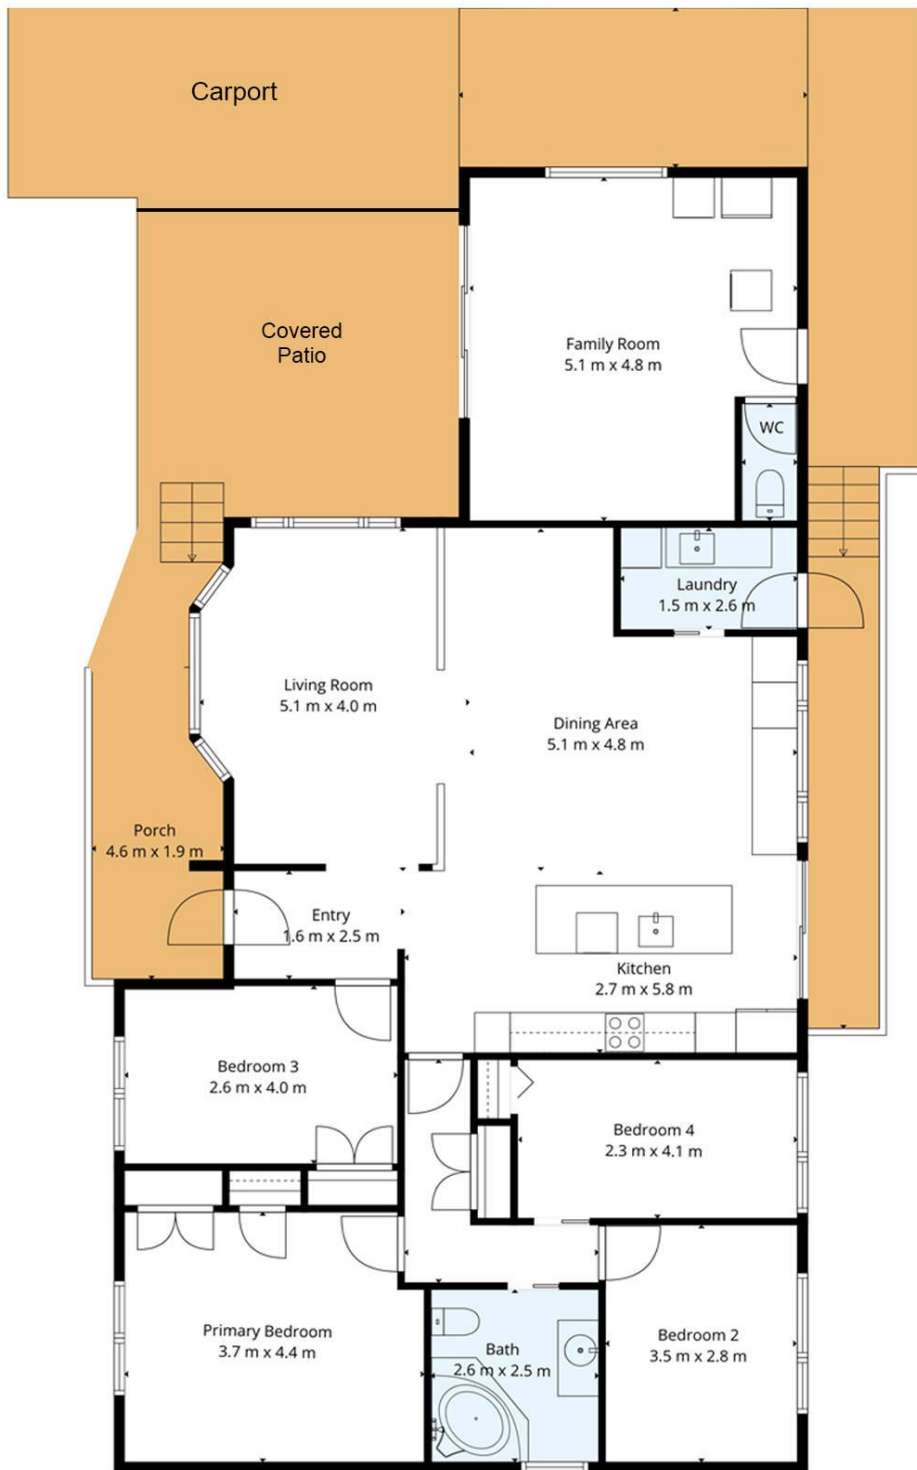 Carport
Covered
Patio
Family Room
5.1 m x 4.8 m
WC
Laundry
1.5 m x 2.6 m
Living Room
5.1 m x 4.0 m
Dining Area
5.1 m x 4.8 m
Porch
4.6 m x 1.9 m
Entry
1.6 m x 2.5 m
Kitchen
2.7 m x 5.8 m
Bedroom 3
2.6 m x 4.0 m
Bedroom 4
2.3 m x 4.1 m
Primary Bedroom
3.7 m x 4.4 m
Bath
2.6 m x 2.5 m
Bedroom 2
3.5 m x 2.8 m